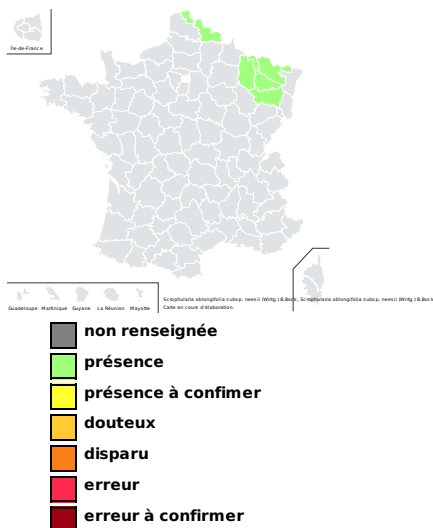 Île-de-France
Guadeloupe Martinique Guyane La Réunion Mayotte
Scrophularia oblongifolia subsp. neesii (Wirtg.) B.Bock, Scrophularia oblongifolia subsp. neesii (Wirtg.) B.Bock
Carte en cours d'élaboration.
non renseignée
présence
présence à confimer
douteux
disparu
erreur
erreur à confirmer